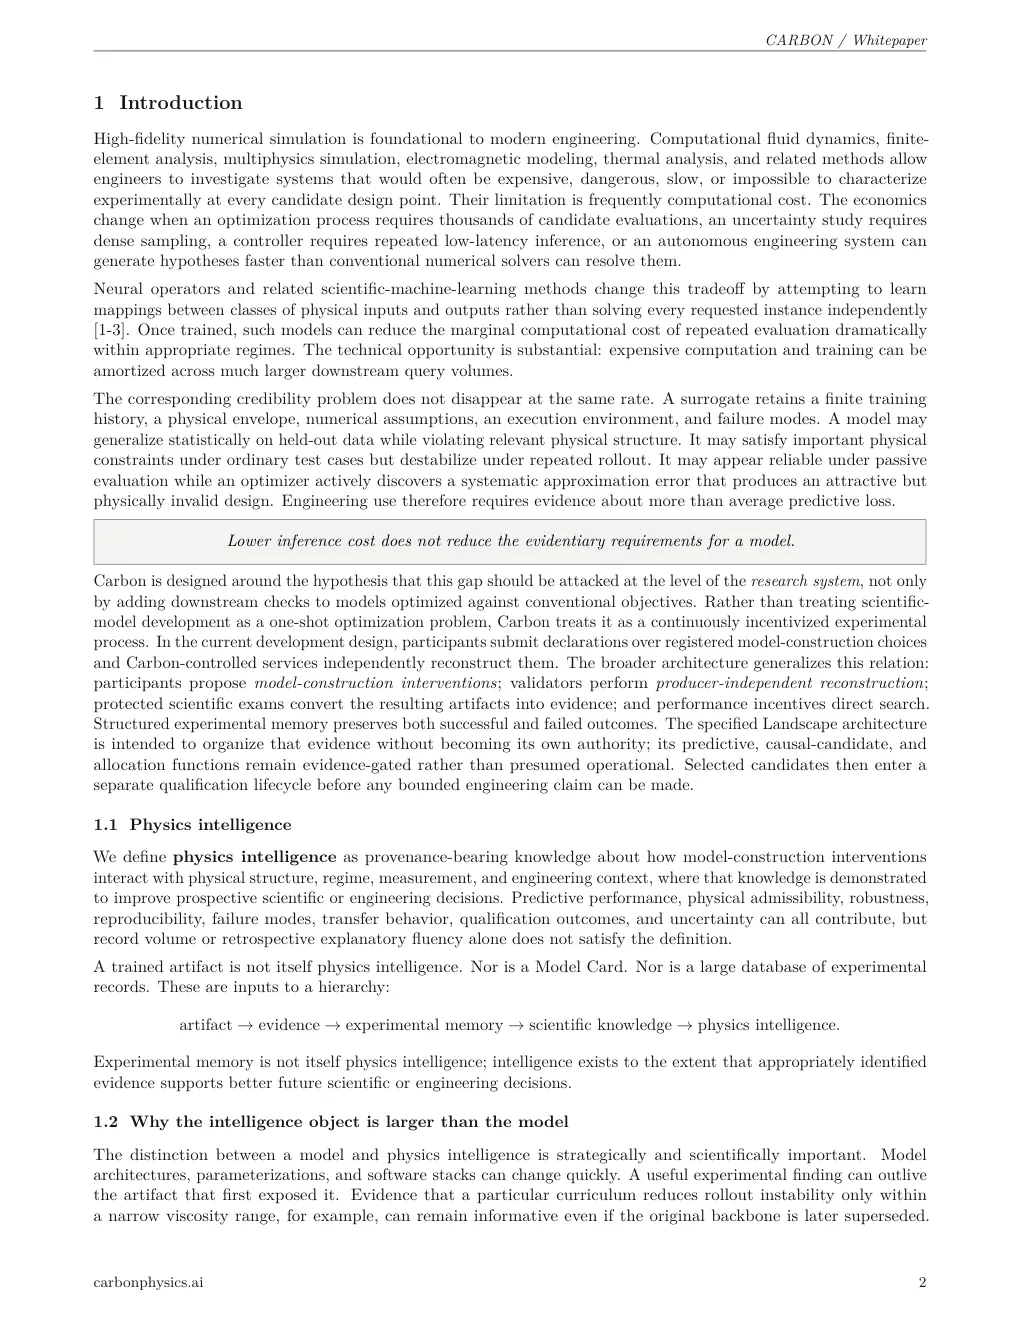 CARBON / Whitepaper
1 Introduction
High-fidelity numerical simulation is foundational to modern engineering. Computational fluid dynamics, finite-
element analysis, multiphysics simulation, electromagnetic modeling, thermal analysis, and related methods allow
engineers to investigate systems that would often be expensive, dangerous, slow, or impossible to characterize
experimentally at every candidate design point. Their limitation is frequently computational cost. The economics
change when an optimization process requires thousands of candidate evaluations, an uncertainty study requires
dense sampling, a controller requires repeated low-latency inference, or an autonomous engineering system can
generate hypotheses faster than conventional numerical solvers can resolve them.
Neural operators and related scientific-machine-learning methods change this tradeoff by attempting to learn
mappings between classes of physical inputs and outputs rather than solving every requested instance independently
[1-3]. Once trained, such models can reduce the marginal computational cost of repeated evaluation dramatically
within appropriate regimes. The technical opportunity is substantial: expensive computation and training can be
amortized across much larger downstream query volumes.
The corresponding credibility problem does not disappear at the same rate. A surrogate retains a finite training
history, a physical envelope, numerical assumptions, an execution environment, and failure modes. A model may
generalize statistically on held-out data while violating relevant physical structure. It may satisfy important physical
constraints under ordinary test cases but destabilize under repeated rollout. It may appear reliable under passive
evaluation while an optimizer actively discovers a systematic approximation error that produces an attractive but
physically invalid design. Engineering use therefore requires evidence about more than average predictive loss.
Lower inference cost does not reduce the evidentiary requirements for a model.
Carbon is designed around the hypothesis that this gap should be attacked at the level of the research system, not only
by adding downstream checks to models optimized against conventional objectives. Rather than treating scientific-
model development as a one-shot optimization problem, Carbon treats it as a continuously incentivized experimental
process. In the current development design, participants submit declarations over registered model-construction choices
and Carbon-controlled services independently reconstruct them. The broader architecture generalizes this relation:
participants propose model-construction interventions; validators perform producer-independent reconstruction;
protected scientific exams convert the resulting artifacts into evidence; and performance incentives direct search.
Structured experimental memory preserves both successful and failed outcomes. The specified Landscape architecture
is intended to organize that evidence without becoming its own authority; its predictive, causal-candidate, and
allocation functions remain evidence-gated rather than presumed operational. Selected candidates then enter a
separate qualification lifecycle before any bounded engineering claim can be made.
1.1 Physics intelligence
We define physics intelligence as provenance-bearing knowledge about how model-construction interventions
interact with physical structure, regime, measurement, and engineering context, where that knowledge is demonstrated
to improve prospective scientific or engineering decisions. Predictive performance, physical admissibility, robustness,
reproducibility, failure modes, transfer behavior, qualification outcomes, and uncertainty can all contribute, but
record volume or retrospective explanatory fluency alone does not satisfy the definition.
A trained artifact is not itself physics intelligence. Nor is a Model Card. Nor is a large database of experimental
records. These are inputs to a hierarchy:
artifact → evidence → experimental memory → scientific knowledge → physics intelligence.
Experimental memory is not itself physics intelligence; intelligence exists to the extent that appropriately identified
evidence supports better future scientific or engineering decisions.
1.2 Why the intelligence object is larger than the model
The distinction between a model and physics intelligence is strategically and scientifically important. Model
architectures, parameterizations, and software stacks can change quickly. A useful experimental finding can outlive
the artifact that first exposed it. Evidence that a particular curriculum reduces rollout instability only within
a narrow viscosity range, for example, can remain informative even if the original backbone is later superseded.
carbonphysics.ai
2